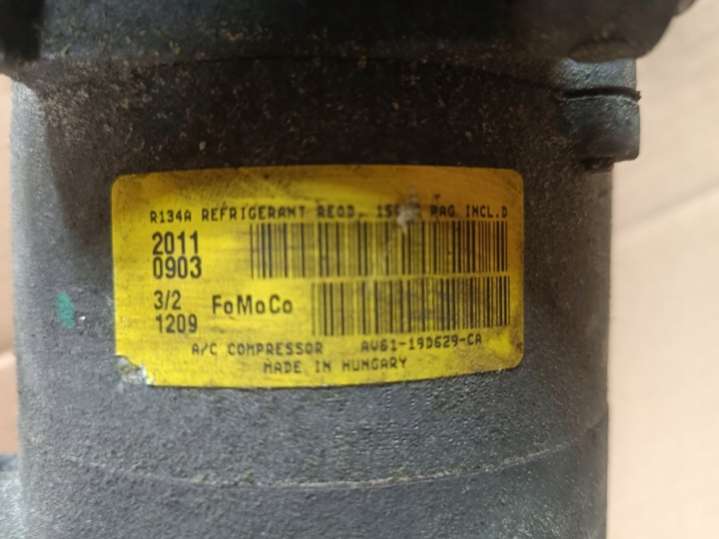 R134A REFRIGERANT REQD. PAG INCL.D
2011
0903
3/2
1209
FoMoCo
A/C COMPRESSOR AV61-19D629-CA
MADE IN HUNGARY